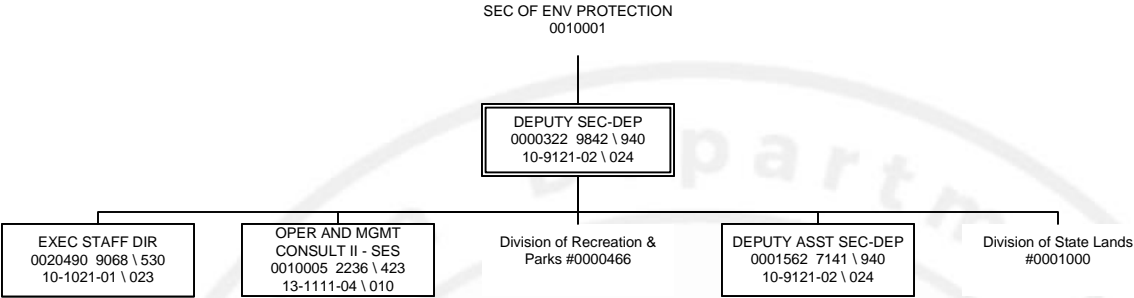 SEC OF ENV PROTECTION
0010001
DEPUTY SEC-DEP
0000322 9842 \ 940
10-9121-02 \ 024
EXEC STAFF DIR
0020490 9068 \ 530
10-1021-01 \ 023
OPER AND MGMT
CONSULT II - SES
0010005 2236 \ 423
13-1111-04 \ 010
Division of Recreation &
Parks #0000466
DEPUTY ASST SEC-DEP
0001562 7141 \ 940
10-9121-02 \ 024
Division of State Lands
#0001000